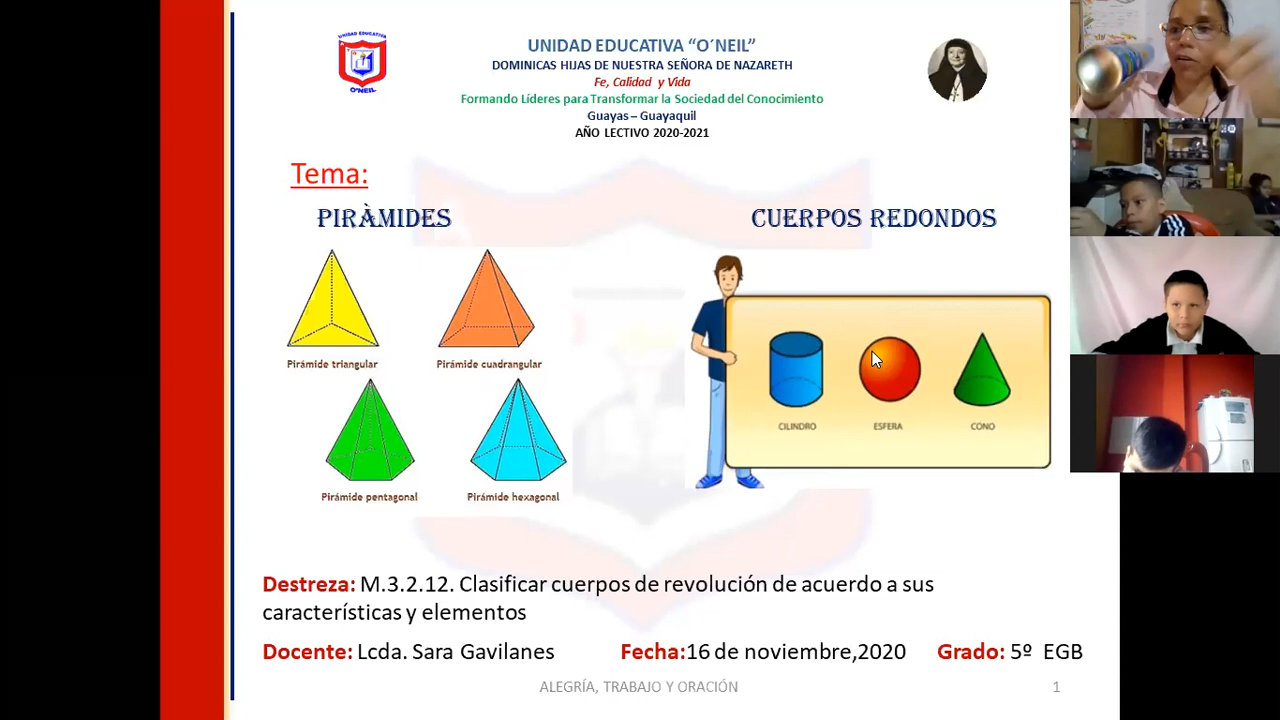 UNIDAD EDUCATIVA
O´NEIL
UNIDAD EDUCATIVA “O´NEIL”
DOMINICAS HIJAS DE NUESTRA SEÑORA DE NAZARETH
Fe, Calidad y Vida
Formando Líderes para Transformar la Sociedad del Conocimiento
Guayas – Guayaquil
AÑO LECTIVO 2020-2021
Tema:
PIRÀMIDES
CUERPOS REDONDOS
Pirámide triangular
Pirámide cuadrangular
Pirámide pentagonal
Pirámide hexagonal
CILINDRO
ESFERA
CONO
Destreza: M.3.2.12. Clasificar cuerpos de revolución de acuerdo a sus
características y elementos
Docente: Lcda. Sara Gavilanes
Fecha:16 de noviembre,2020
Grado: 5º EGB
ALEGRÍA, TRABAJO Y ORACIÓN
1